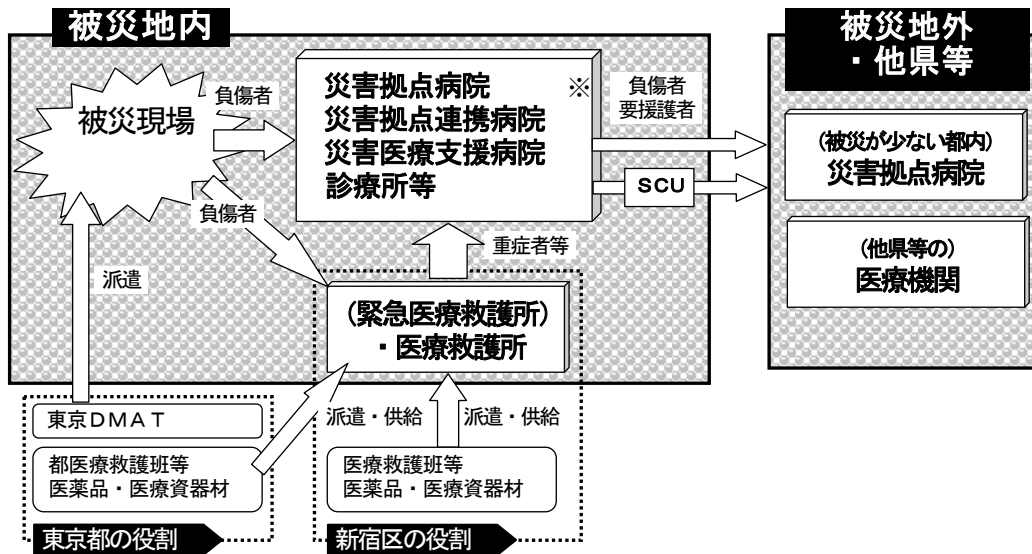 被災地内
被災地外
・他県等
被災現場
負傷者
災害拠点病院 ※
災害拠点連携病院
災害医療支援病院
診療所等
負傷者
要援護者
SCU
(被災が少ない都内)
災害拠点病院
(他県等の)
医療機関
負傷者
重症者等
派遣
(緊急医療救護所)
・医療救護所
派遣・供給
派遣・供給
東京DMAT
都医療救護班等
医薬品・医療資器材
医療救護班等
医薬品・医療資器材
東京都の役割
新宿区の役割